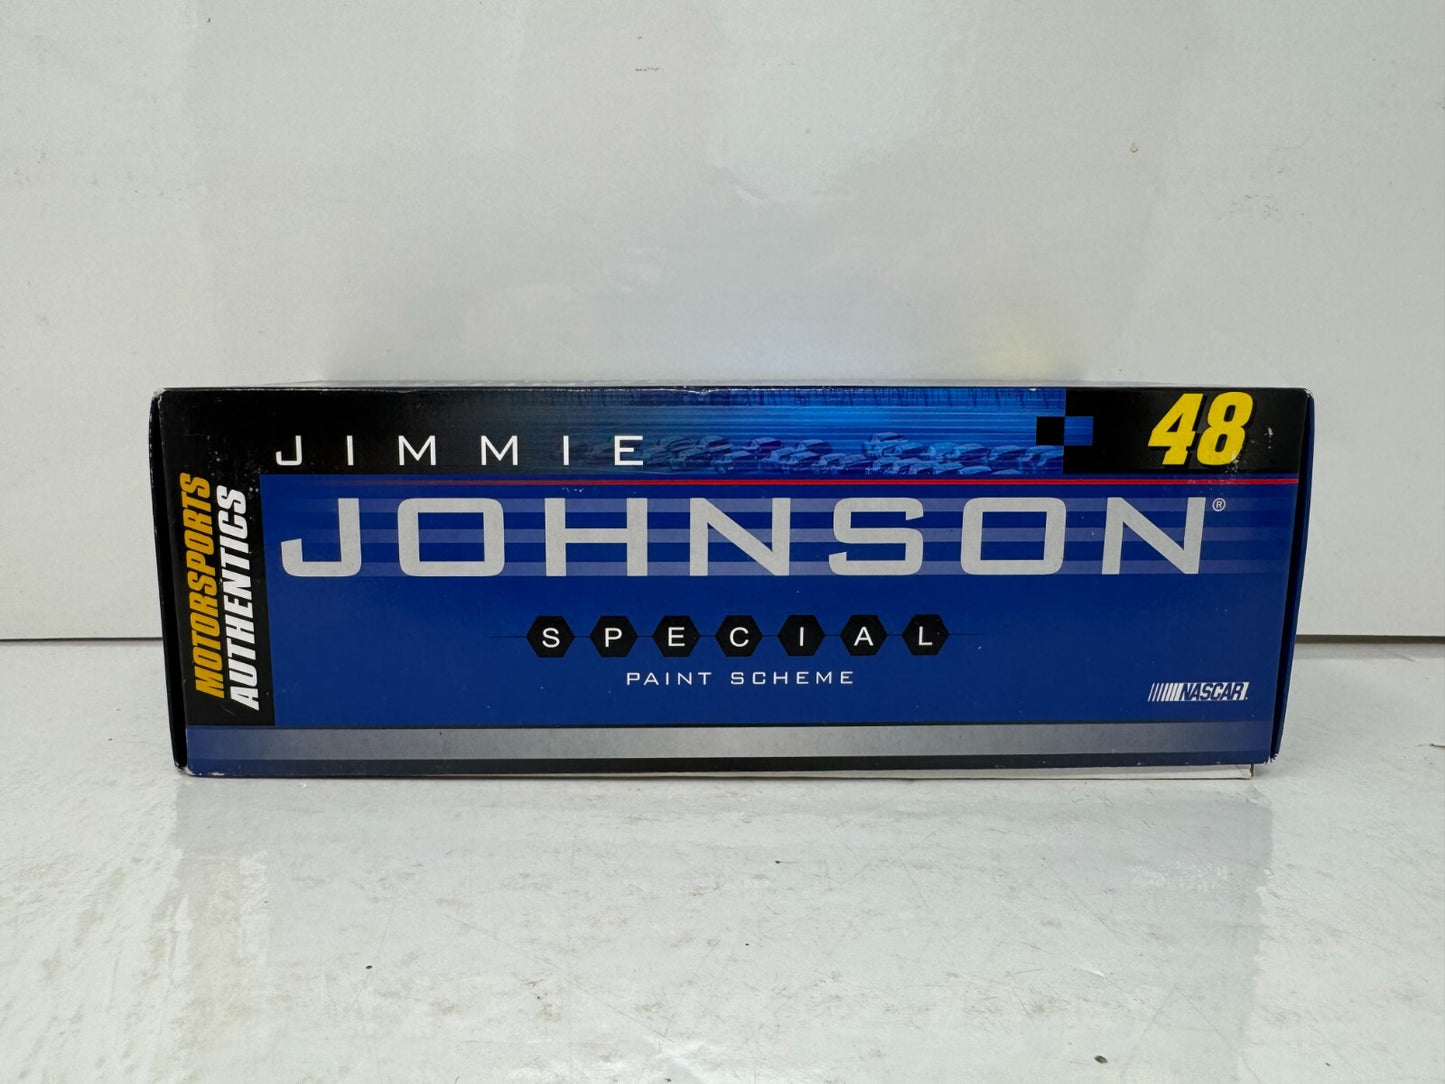 JIMMIE
48
JOHNSON®
SPECIAL
PAINT SCHEME
MOTORSPORTS
AUTHENTICS
NASCAR